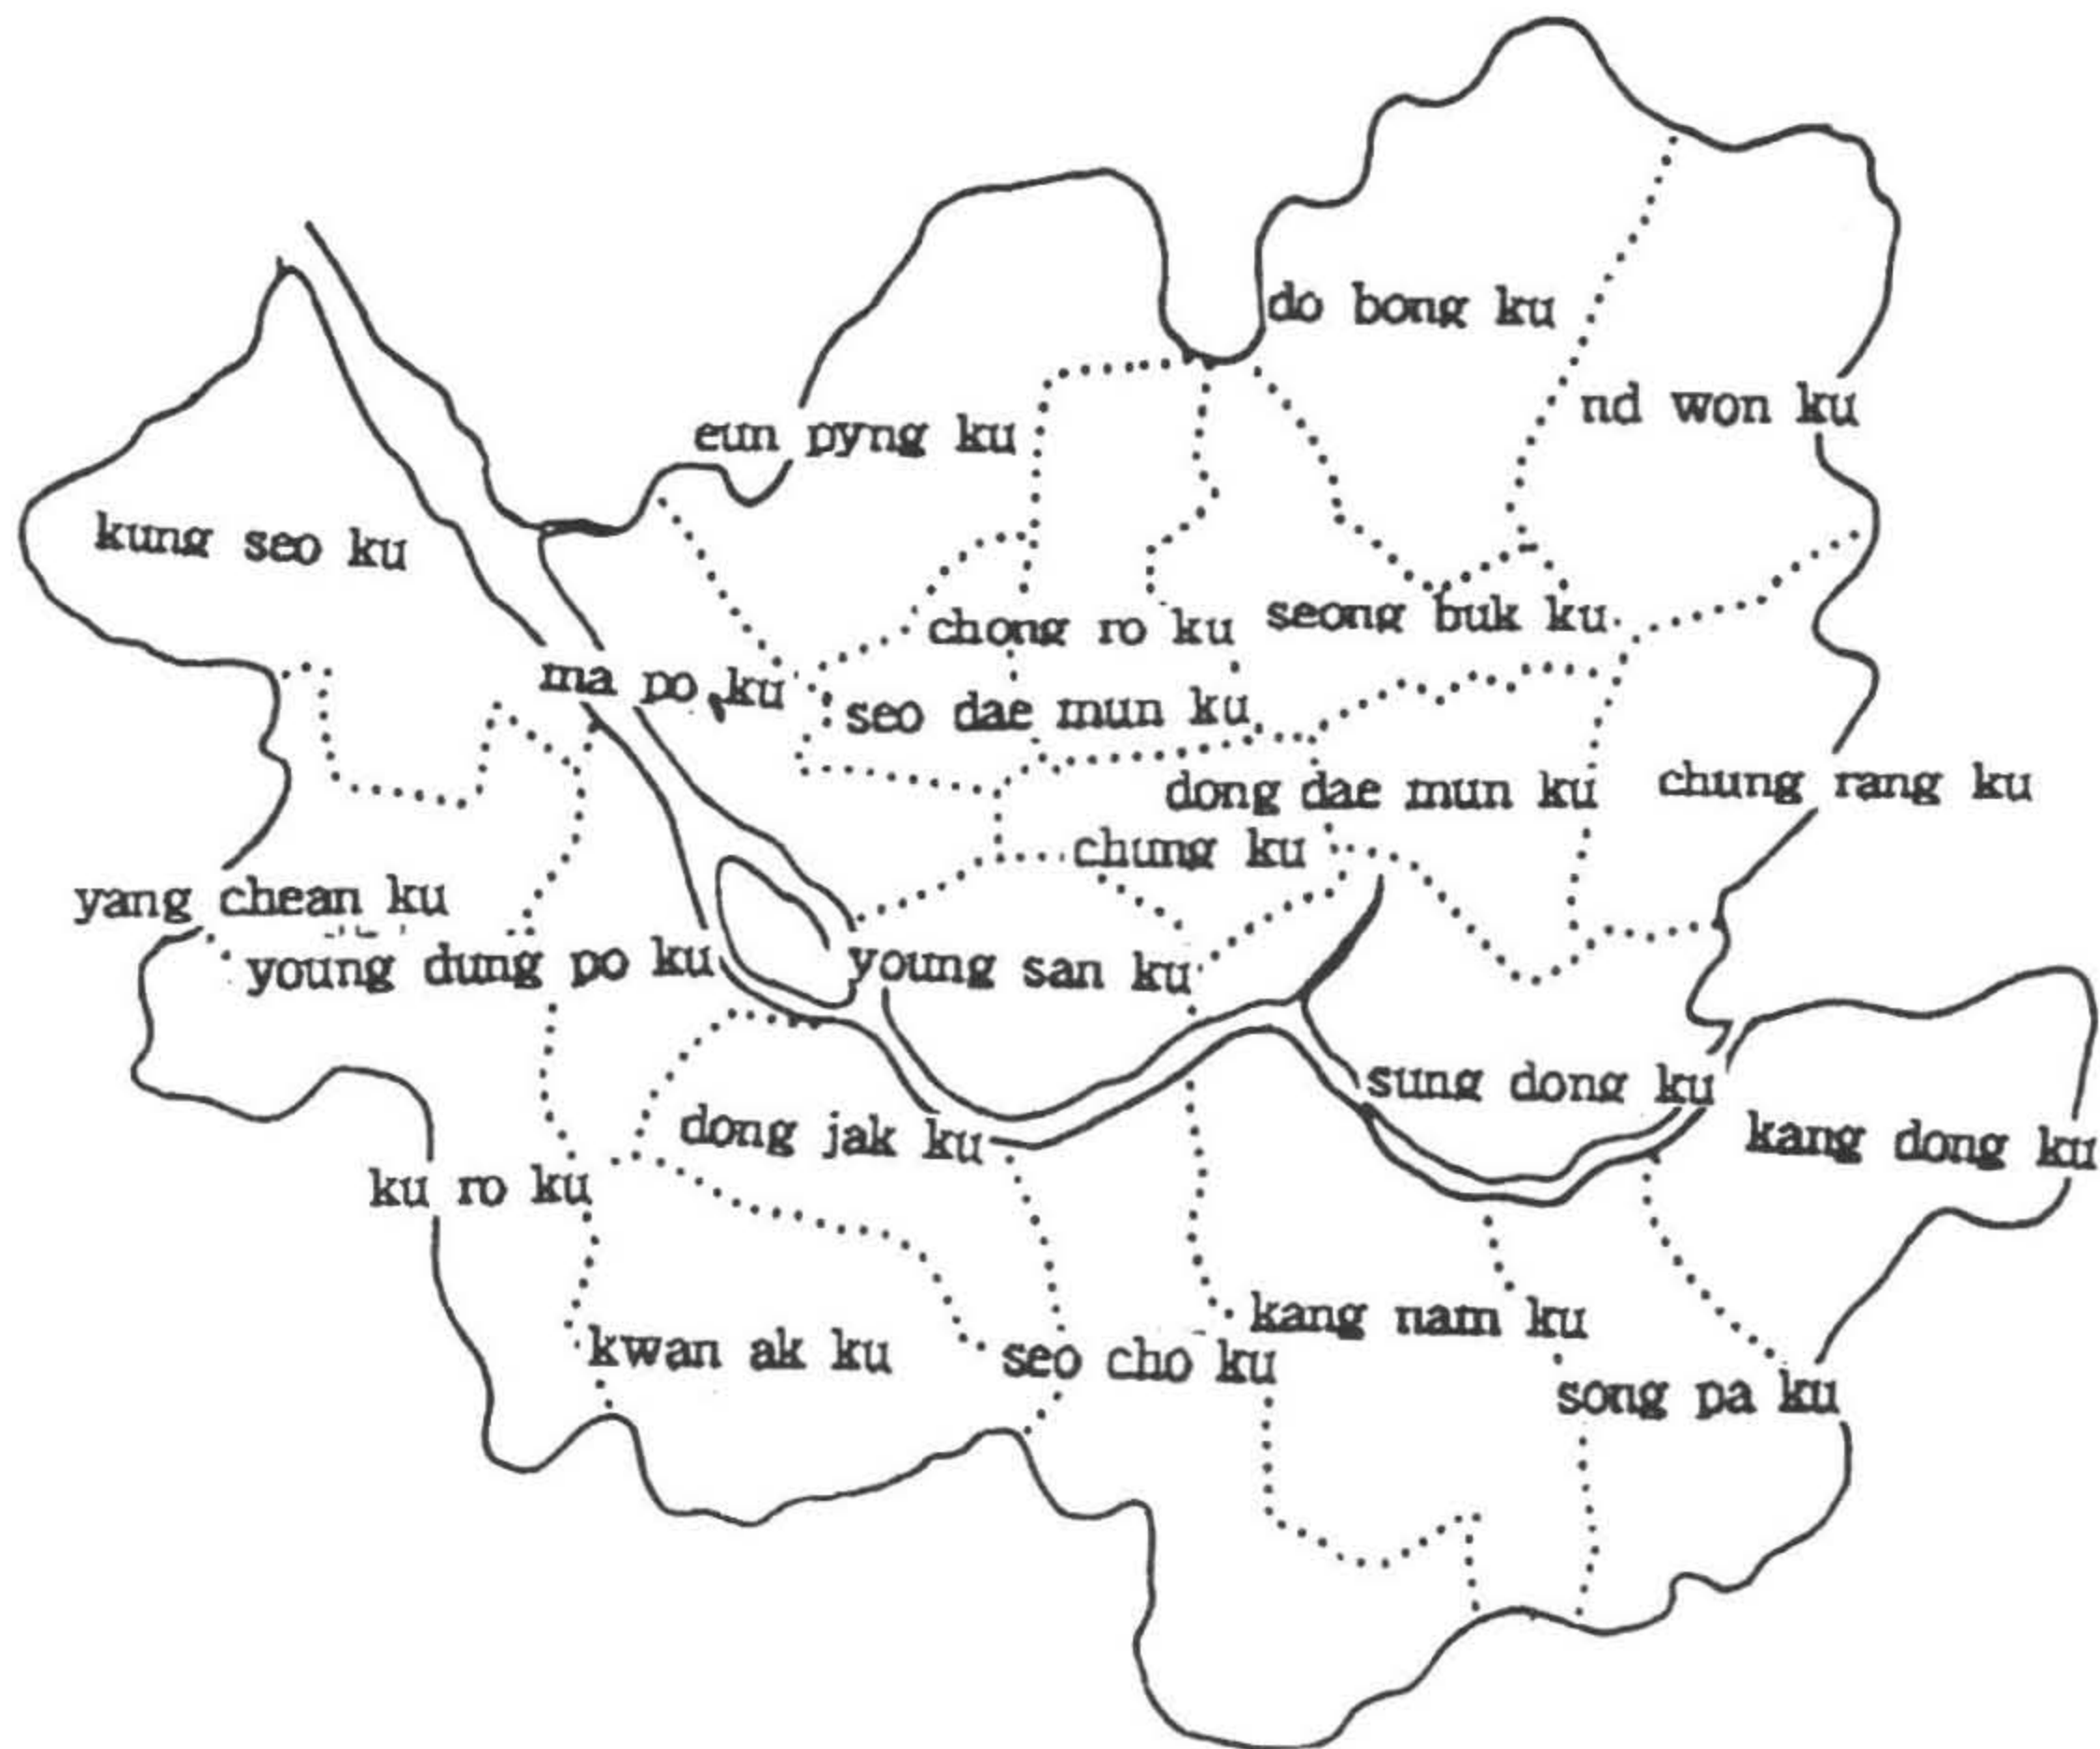 do bong ku
nd won ku
eun pyng ku
kung seo ku
chong ro ku
seong buk ku
ma po ku
seo dae mun ku
dong dae mun ku
chung rang ku
chung ku
yang chean ku
young dung po ku
young san ku
sung dong ku
kang dong ku
dong jak ku
ku ro ku
kang nam ku
kwan ak ku
seo cho ku
song pa ku